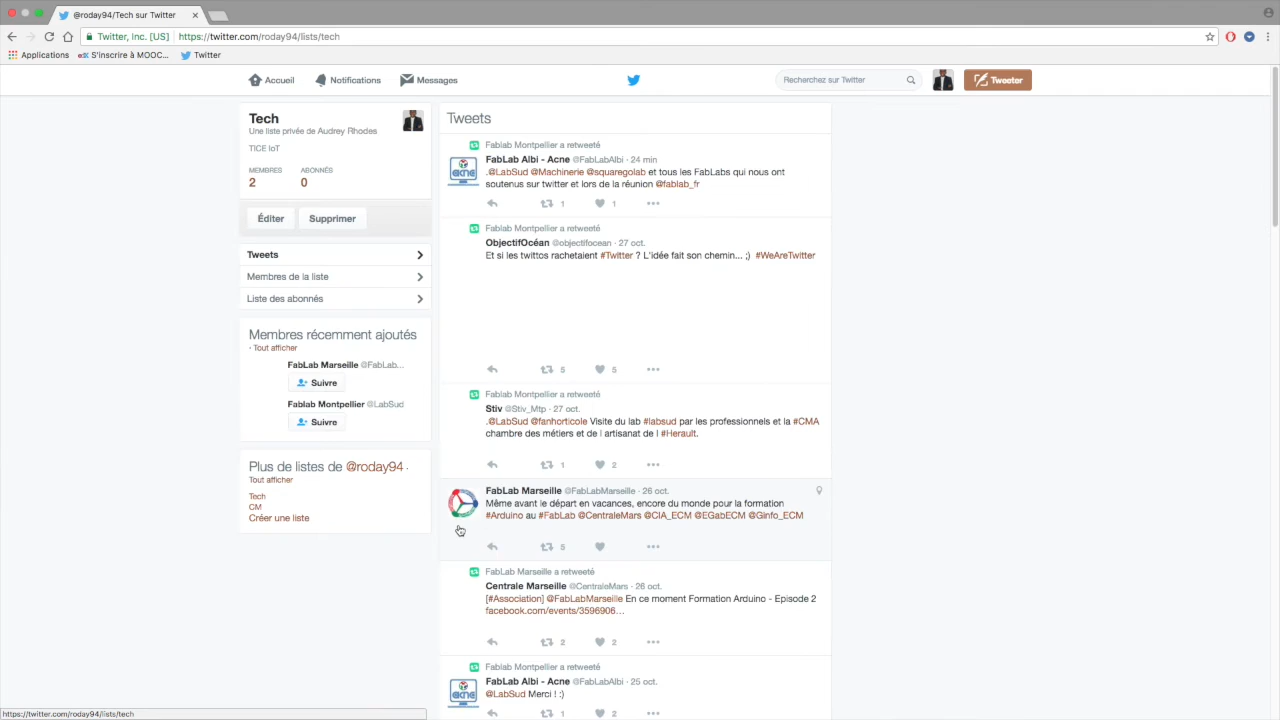 @roday94/Tech sur Twitter
Twitter, Inc. [US] https://twitter.com/roday94/lists/tech
Applications eK S'inscrire à MOOC... Twitter
Accueil Notifications Messages Recherchez sur Twitter Tweeter
Tech
Une liste privée de Audrey Rhodes
TICE IoT
MEMBRES ABONNÉS
2 0
Éditer Supprimer
Tweets
Membres de la liste
Liste des abonnés
Membres récemment ajoutés
· Tout afficher
FabLab Marseille @FabLab...
Suivre
Fablab Montpellier @LabSud
Suivre
Plus de listes de @roday94 ·
Tout afficher
Tech
CM
Créer une liste
Tweets
Fablab Montpellier a retweeté
FabLab Albi - Acne @FabLabAlbi · 24 min
acne
.@LabSud @Machinerie @squaregolab et tous les FabLabs qui nous ont
soutenus sur twitter et lors de la réunion @fablab_fr
1 1
Fablab Montpellier a retweeté
ObjectifOcéan @objectifocean · 27 oct.
Et si les twittos rachetaient #Twitter ? L'idée fait son chemin... ;) #WeAreTwitter
5 5
Fablab Montpellier a retweeté
Stiv @Stiv_Mtp · 27 oct.
.@LabSud @fanhorticole Visite du lab #labsud par les professionnels et la #CMA
chambre des métiers et de l artisanat de l #Herault.
1 2
FabLab Marseille @FabLabMarseille · 26 oct.
Même avant le départ en vacances, encore du monde pour la formation
#Arduino au #FabLab @CentraleMars @CIA_ECM @EGabECM @Ginfo_ECM
5
FabLab Marseille a retweeté
Centrale Marseille @CentraleMars · 26 oct.
[#Association] @FabLabMarseille En ce moment Formation Arduino - Episode 2
facebook.com/events/3596906...
2 2
Fablab Montpellier a retweeté
FabLab Albi - Acne @FabLabAlbi · 25 oct.
acne
@LabSud Merci ! :)
1 2
https://twitter.com/roday94/lists/tech